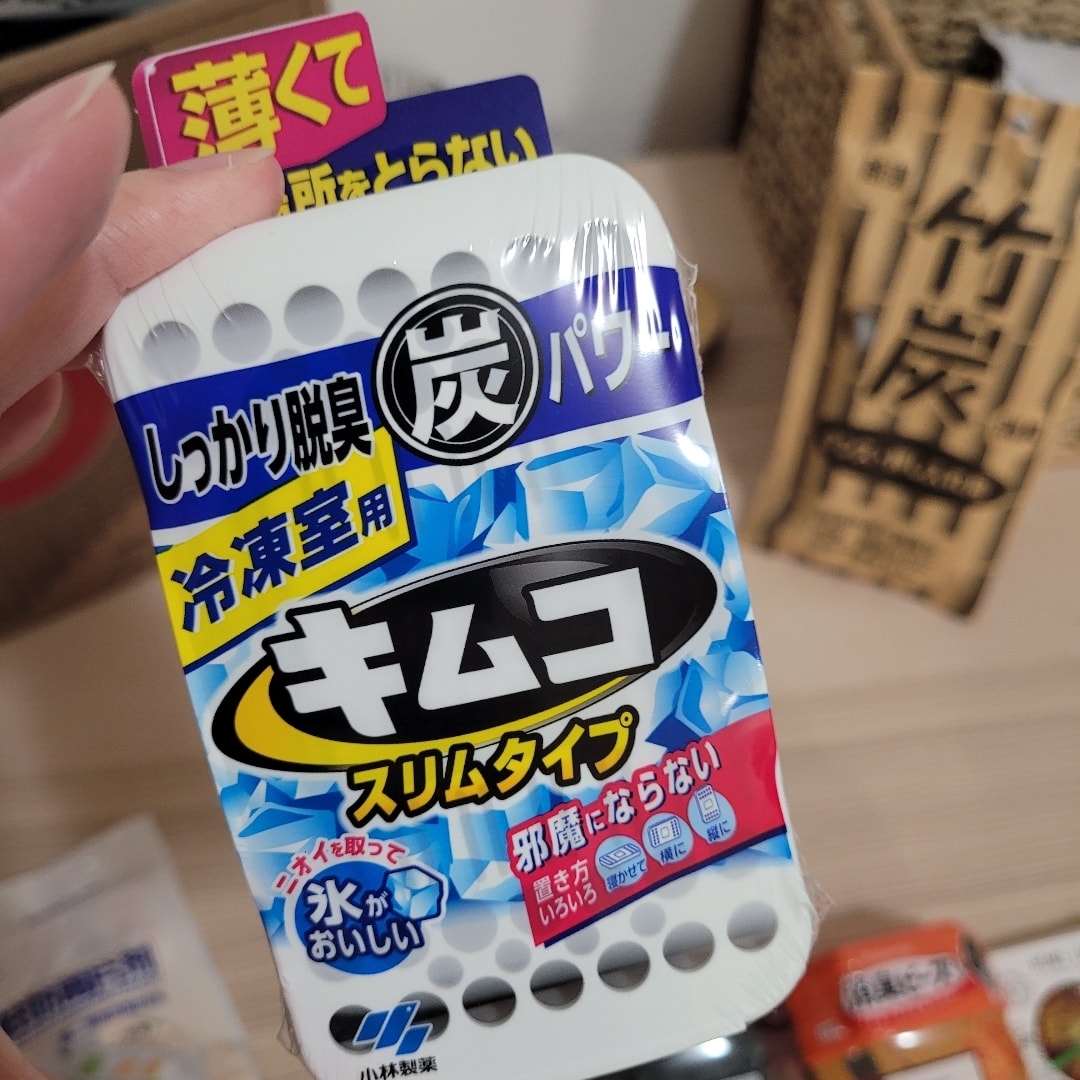 薄くて
所をとらない
しっかり脱臭
炭
パワー
冷凍室用
キムコ
スリムタイプ
ニオイを取って
氷が
おいしい
邪魔にならない
置き方
いろいろ
寝かせて
横に
縦に
小林製薬
竹炭